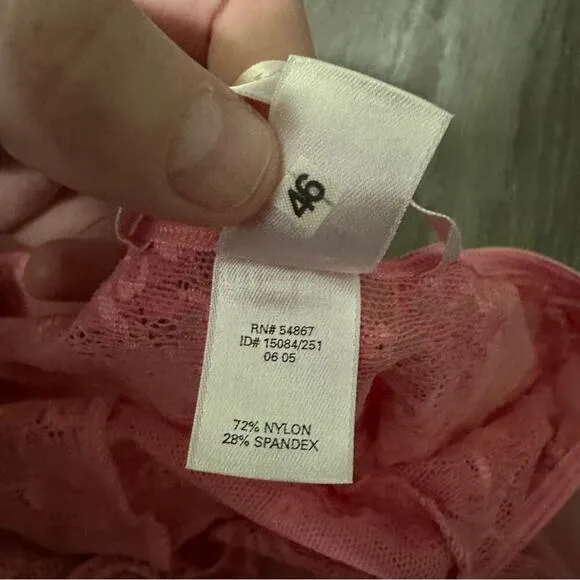 46
RN# 54867
ID# 15084/251
06 05
72% NYLON
28% SPANDEX